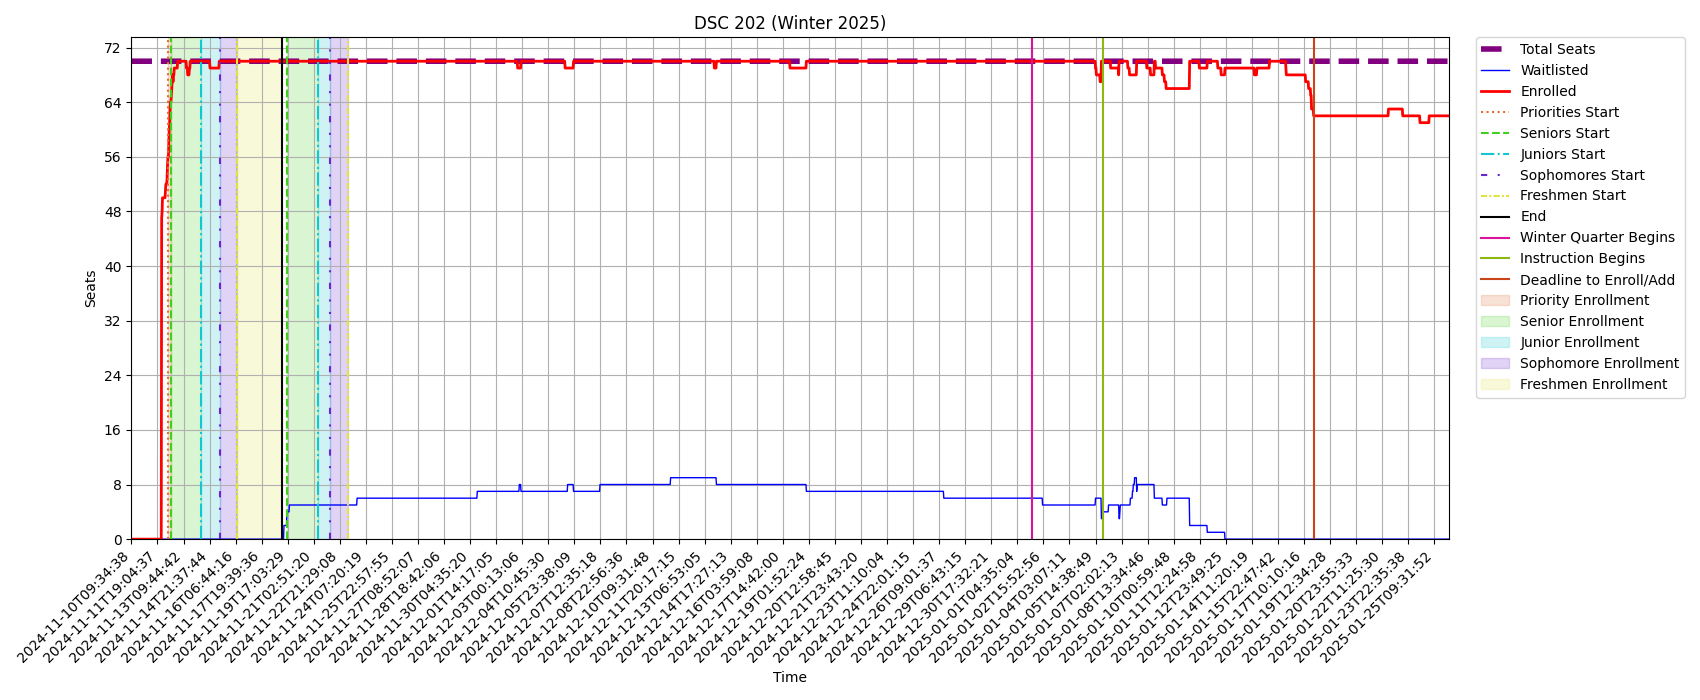 DSC 202 (Winter 2025)
Seats
72
64
56
48
40
32
24
16
8
0
2024-11-10T09:34:38
2024-11-11T19:04:37
2024-11-13T09:44:42
2024-11-14T21:37:44
2024-11-16T06:44:16
2024-11-17T19:39:36
2024-11-19T17:03:29
2024-11-21T02:51:20
2024-11-22T21:29:08
2024-11-24T07:20:19
2024-11-25T22:57:55
2024-11-27T08:52:07
2024-11-28T18:42:06
2024-11-30T04:35:20
2024-12-01T14:17:05
2024-12-03T00:13:06
2024-12-04T10:45:30
2024-12-05T23:38:09
2024-12-07T12:35:18
2024-12-08T22:56:36
2024-12-10T09:31:48
2024-12-11T20:17:15
2024-12-13T06:53:05
2024-12-14T17:27:13
2024-12-16T03:59:08
2024-12-17T14:42:00
2024-12-19T01:52:24
2024-12-20T12:58:45
2024-12-21T23:43:20
2024-12-23T11:10:04
2024-12-24T22:01:15
2024-12-26T09:01:37
2024-12-29T06:43:15
2024-12-30T17:32:21
2025-01-01T04:35:04
2025-01-02T15:52:56
2025-01-04T03:07:11
2025-01-05T14:38:49
2025-01-07T02:02:13
2025-01-08T13:34:46
2025-01-10T00:59:48
2025-01-11T12:24:58
2025-01-12T23:49:25
2025-01-14T11:20:19
2025-01-15T22:47:42
2025-01-17T10:10:16
2025-01-19T12:34:28
2025-01-20T23:55:33
2025-01-22T11:25:30
2025-01-23T22:35:38
2025-01-25T09:31:52
Time
Total Seats
Waitlisted
Enrolled
Priorities Start
Seniors Start
Juniors Start
Sophomores Start
Freshmen Start
End
Winter Quarter Begins
Instruction Begins
Deadline to Enroll/Add
Priority Enrollment
Senior Enrollment
Junior Enrollment
Sophomore Enrollment
Freshmen Enrollment